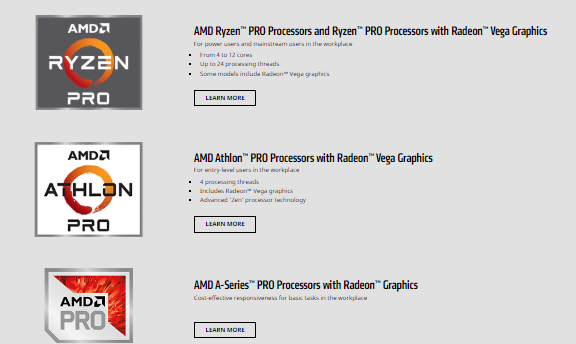 AMD
RYZEN
PRO
AMD Ryzen™ PRO Processors and Ryzen™ PRO Processors with Radeon™ Vega Graphics
For power users and mainstream users in the workplace
From 4 to 12 cores
Up to 24 processing threads
Some models include Radeon™ Vega graphics
LEARN MORE
AMD
ATHLON
PRO
AMD Athlon™ PRO Processors with Radeon™ Vega Graphics
For entry-level users in the workplace
4 processing threads
Includes Radeon™ Vega graphics
Advanced 'Zen' processor technology
LEARN MORE
AMD
PRO
AMD A-Series™ PRO Processors with Radeon™ Graphics
Cost-effective responsiveness for basic tasks in the workplace
LEARN MORE